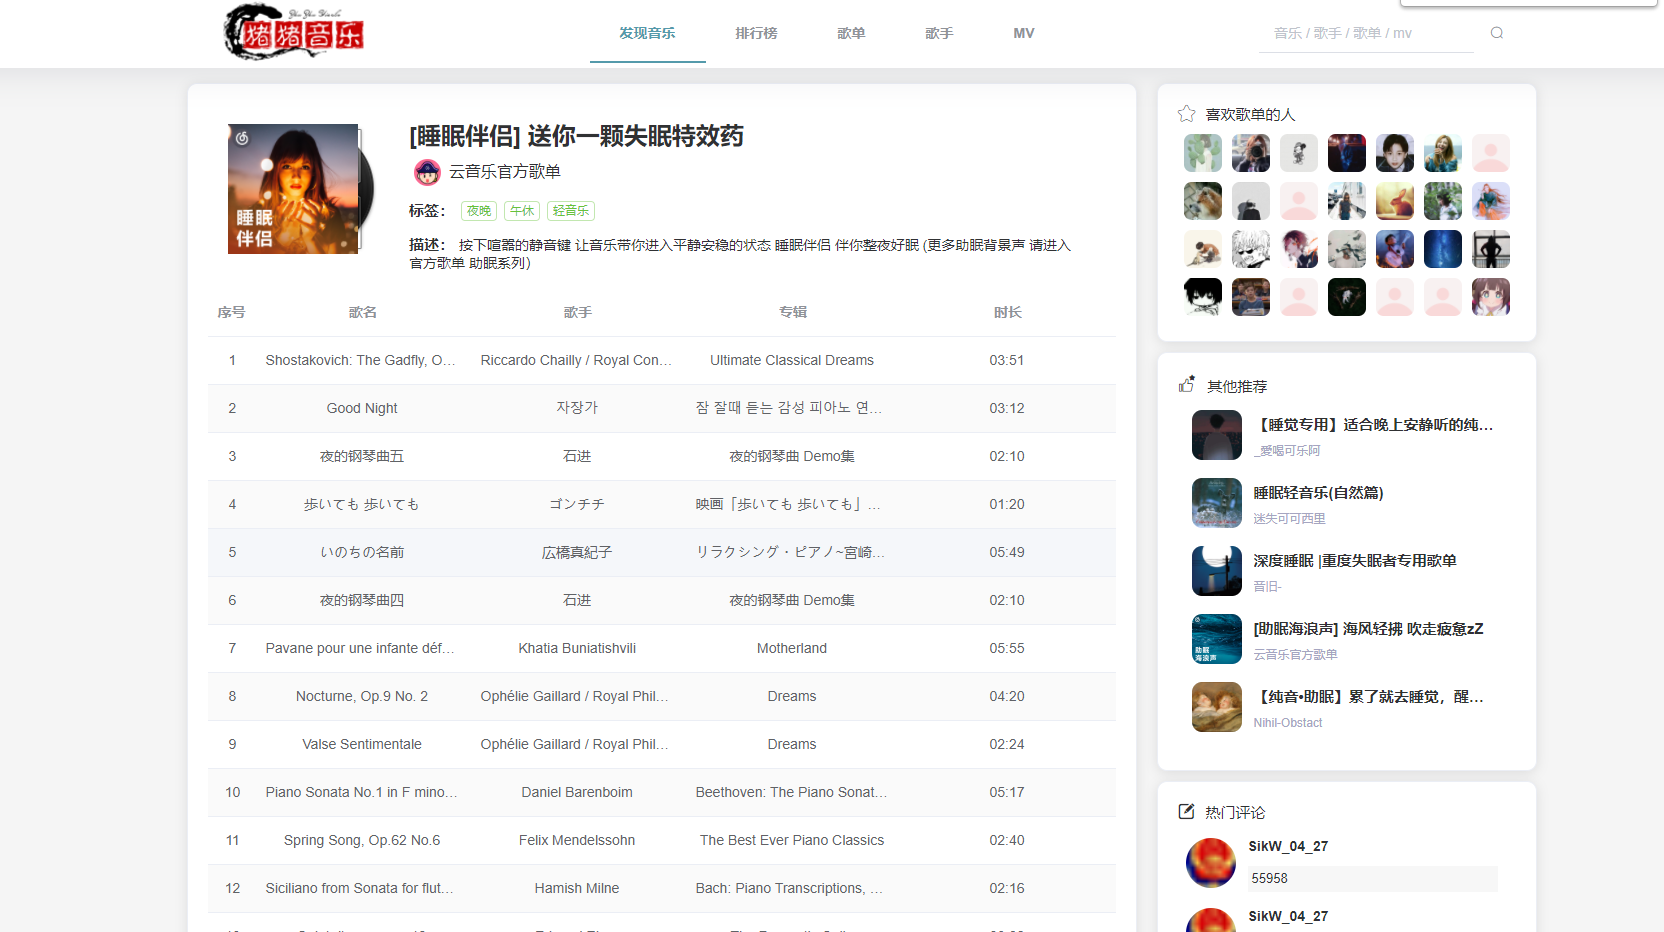 猪猪音乐
发现音乐
排行榜
歌单
歌手
MV
音乐 / 歌手 / 歌单 / mv
睡眠
伴侣
[睡眠伴侣] 送你一颗失眠特效药
云音乐官方歌单
标签： 夜晚 午休 轻音乐
描述： 按下喧嚣的静音键 让音乐带你进入平静安稳的状态 睡眠伴侣 伴你整夜好眠 (更多助眠背景声 请进入
官方歌单 助眠系列）
序号 歌名 歌手 专辑 时长
1 Shostakovich: The Gadfly, O… Riccardo Chailly / Royal Con… Ultimate Classical Dreams 03:51
2 Good Night 자장가 잠 잘때 듣는 감성 피아노 연… 03:12
3 夜的钢琴曲五 石进 夜的钢琴曲 Demo集 02:10
4 歩いても 歩いても ゴンチチ 映画「歩いても 歩いても」… 01:20
5 いのちの名前 広橋真紀子 リラクシング・ピアノ~宮崎… 05:49
6 夜的钢琴曲四 石进 夜的钢琴曲 Demo集 02:10
7 Pavane pour une infante déf… Khatia Buniatishvili Motherland 05:55
8 Nocturne, Op.9 No. 2 Ophélie Gaillard / Royal Phil… Dreams 04:20
9 Valse Sentimentale Ophélie Gaillard / Royal Phil… Dreams 02:24
10 Piano Sonata No.1 in F mino… Daniel Barenboim Beethoven: The Piano Sonat… 05:17
11 Spring Song, Op.62 No.6 Felix Mendelssohn The Best Ever Piano Classics 02:40
12 Siciliano from Sonata for flut… Hamish Milne Bach: Piano Transcriptions, … 02:16
喜欢歌单的人
其他推荐
【睡觉专用】适合晚上安静听的纯…
_愛喝可乐阿
睡眠轻音乐(自然篇)
迷失可可西里
深度睡眠 |重度失眠者专用歌单
音旧-
[助眠海浪声] 海风轻拂 吹走疲惫zZ
云音乐官方歌单
助眠
海浪声
【纯音•助眠】累了就去睡觉，醒…
Nihil-Obstact
热门评论
SikW_04_27
55958
SikW_04_27